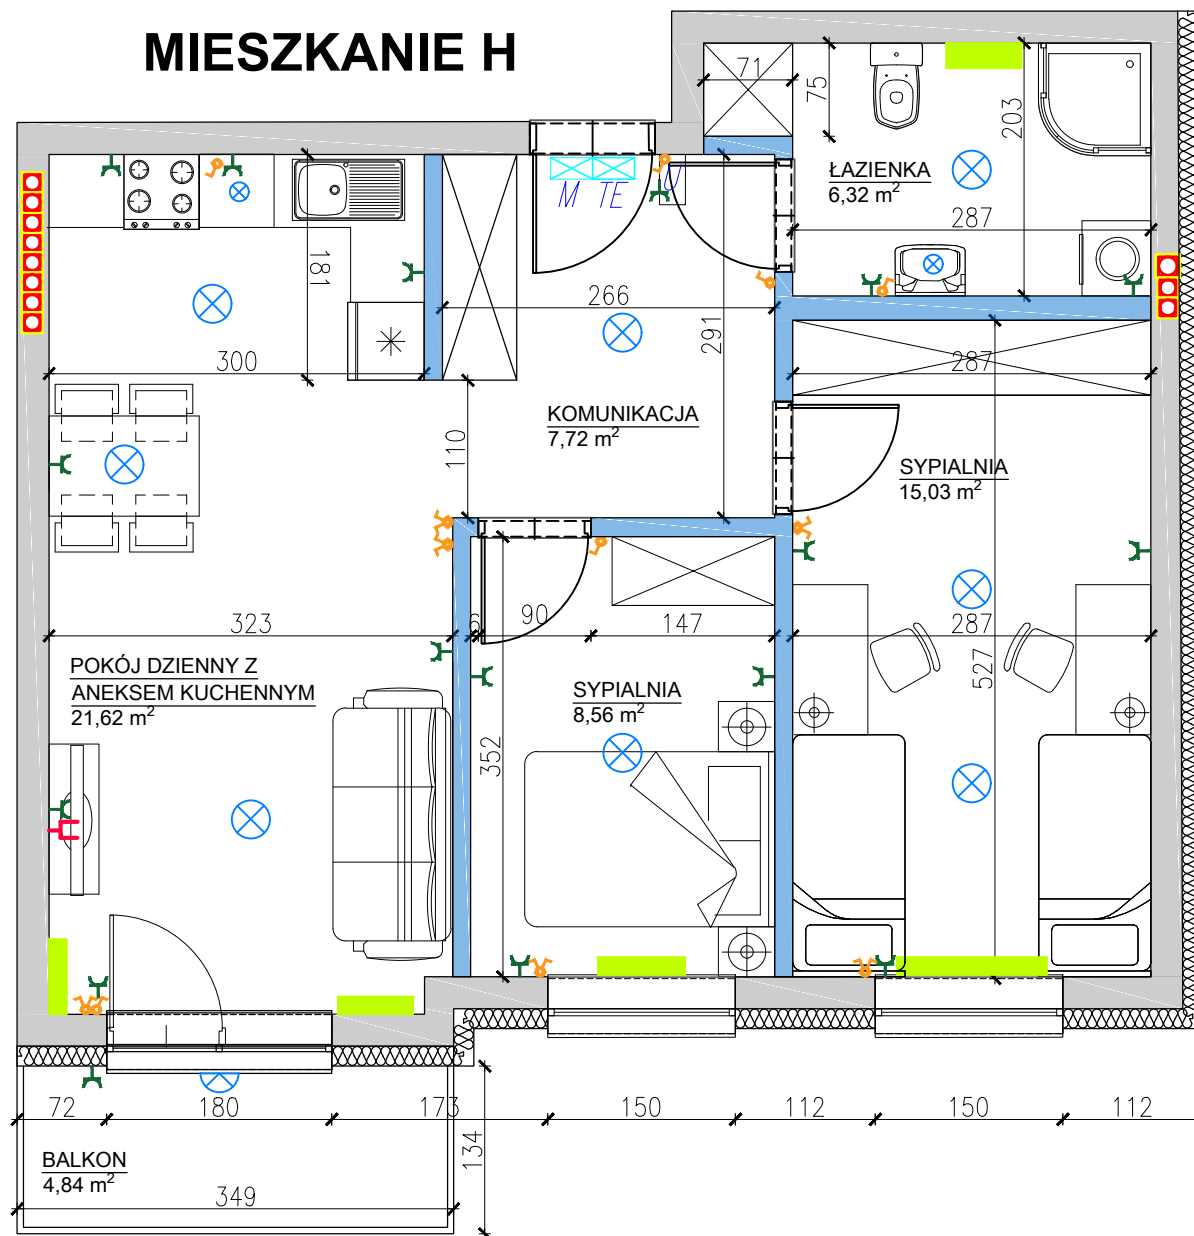 MIESZKANIE H
71
75
203
ŁAZIENKA
6,32 m²
287
M TE U
181
266
291
300
287
KOMUNIKACJA
7,72 m²
110
SYPIALNIA
15,03 m²
323
6
90
147
287
527
POKÓJ DZIENNY Z
ANEKSEM KUCHENNYM
21,62 m²
SYPIALNIA
8,56 m²
352
72
180
173
150
112
150
112
134
BALKON
4,84 m²
349